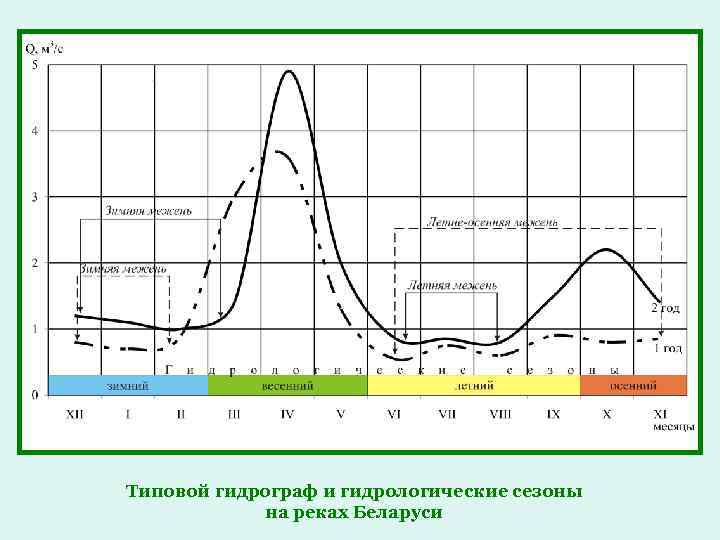 Q, м³/с
5
4
3
2
1
0
Зимняя межень
Зимняя межень
Летне-осенняя межень
Летняя межень
2 год
1 год
Гидрологические сезоны
зимний весенний летний осенний
XII I II III IV V VI VII VIII IX X XI
месяцы
Типовой гидрограф и гидрологические сезоны
на реках Беларуси